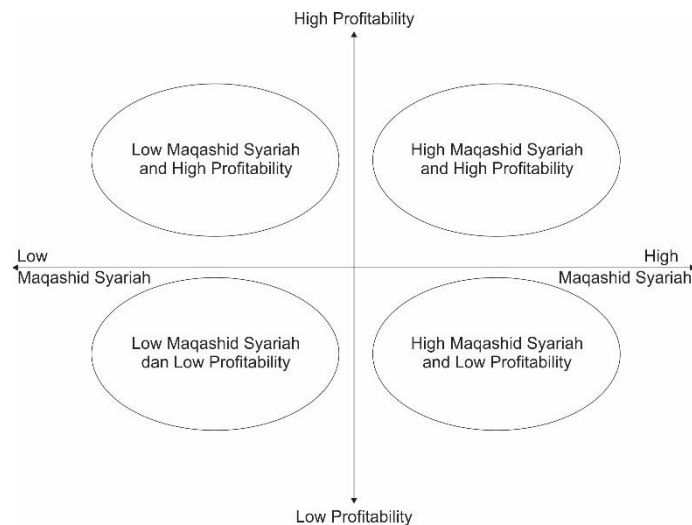 High Profitability
Low Maqashid Syariah
and High Profitability
High Maqashid Syariah
and High Profitability
Low
Maqashid Syariah
High
Maqashid Syariah
Low Maqashid Syariah
dan Low Profitability
High Maqashid Syariah
and Low Profitability
Low Profitability